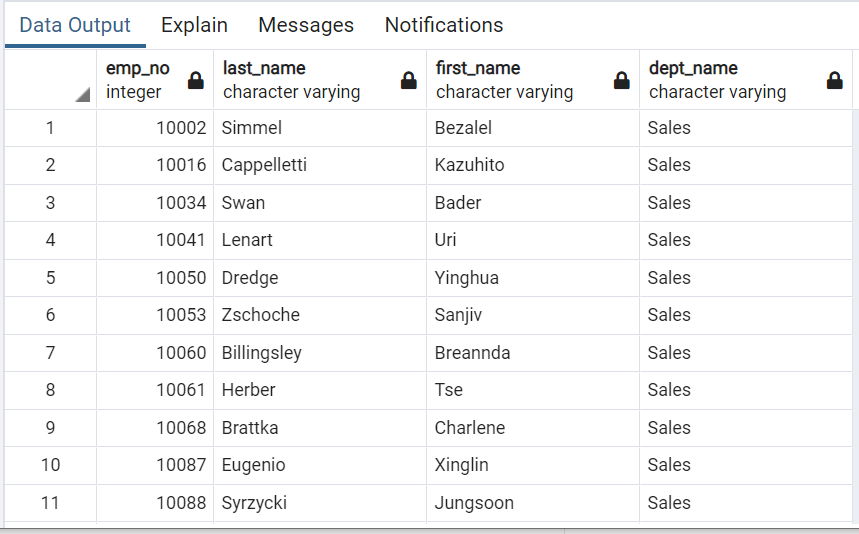 Data Output Explain Messages Notifications
emp_no last_name first_name dept_name
integer character varying character varying character varying
1 10002 Simmel Bezalel Sales
2 10016 Cappelletti Kazuhito Sales
3 10034 Swan Bader Sales
4 10041 Lenart Uri Sales
5 10050 Dredge Yinghua Sales
6 10053 Zschoche Sanjiv Sales
7 10060 Billingsley Breannda Sales
8 10061 Herber Tse Sales
9 10068 Brattka Charlene Sales
10 10087 Eugenio Xinglin Sales
11 10088 Syrzycki Jungsoon Sales